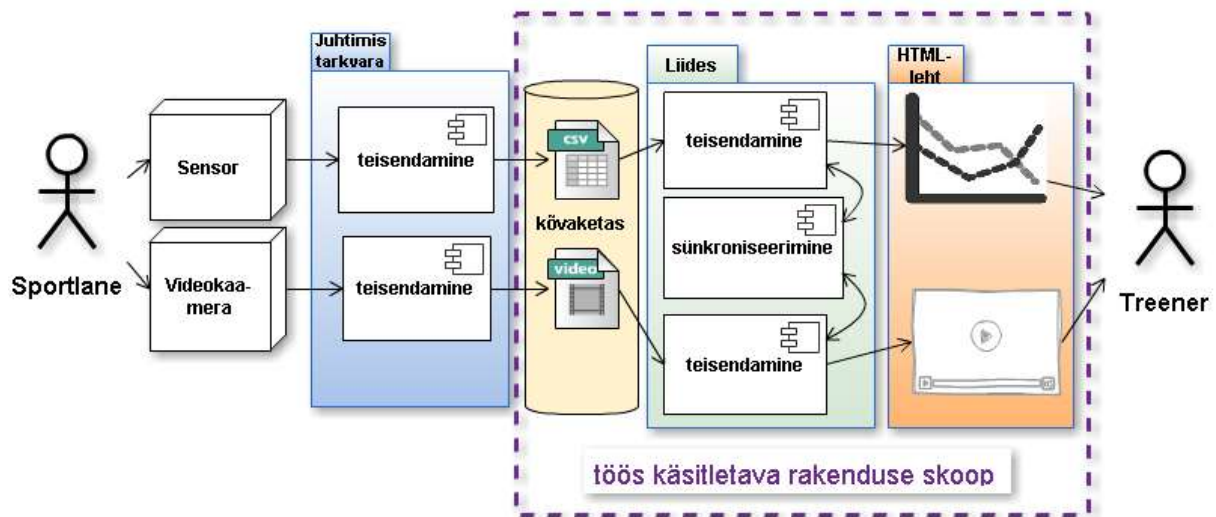 Juhtimis
tarkvara
Liides
HTML-
leht
Sensor
teisendamine
csv
teisendamine
kõvaketas
sünkroniseerimine
Sportlane
Videokaa-
mera
teisendamine
video
teisendamine
Treener
töös käsitletava rakenduse skoop